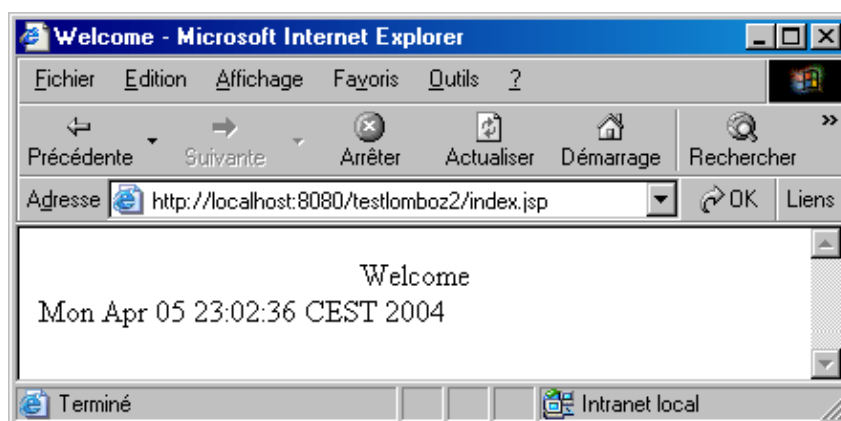 Welcome - Microsoft Internet Explorer
Fichier Edition Affichage Favoris Outils ?
Précédente Suivante Arrêter Actualiser Démarrage Rechercher »
Adresse http://localhost:8080/testlomboz2/index.jsp OK Liens
Welcome
Mon Apr 05 23:02:36 CEST 2004
Terminé Intranet local